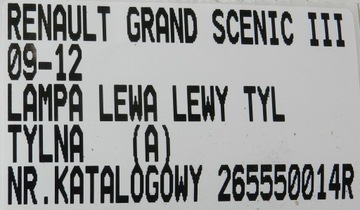 RENAULT GRAND SCENIC III
09-12
LAMPA LEWA LEWY TYL
TYLNA (A)
NR.KATALOGOWY 265550014R